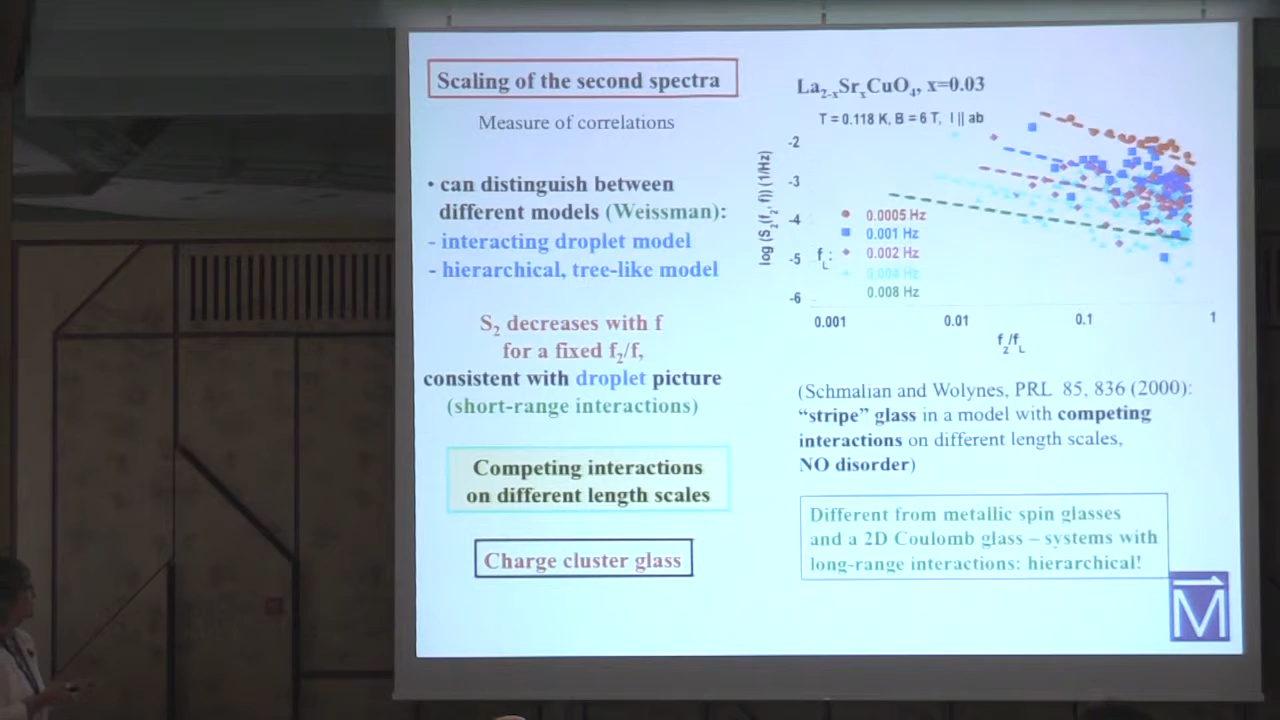 Scaling of the second spectra
Measure of correlations
• can distinguish between
different models (Weissman):
- interacting droplet model
- hierarchical, tree-like model
S₂ decreases with f
for a fixed f₂/f,
consistent with droplet picture
(short-range interactions)
Competing interactions
on different length scales
Charge cluster glass
La₂₋ₓSrₓCuO₄, x=0.03
T = 0.118 K, B = 6 T, I || ab
log (S₂(f₂, f)) (1/Hz)
-2
-3
-4
-5
-6
f_L:
0.0005 Hz
0.001 Hz
0.002 Hz
0.004 Hz
0.008 Hz
0.001 0.01 0.1 1
f₂/f_L
(Schmalian and Wolynes, PRL 85, 836 (2000):
“stripe” glass in a model with competing
interactions on different length scales,
NO disorder)
Different from metallic spin glasses
and a 2D Coulomb glass – systems with
long-range interactions: hierarchical!
M